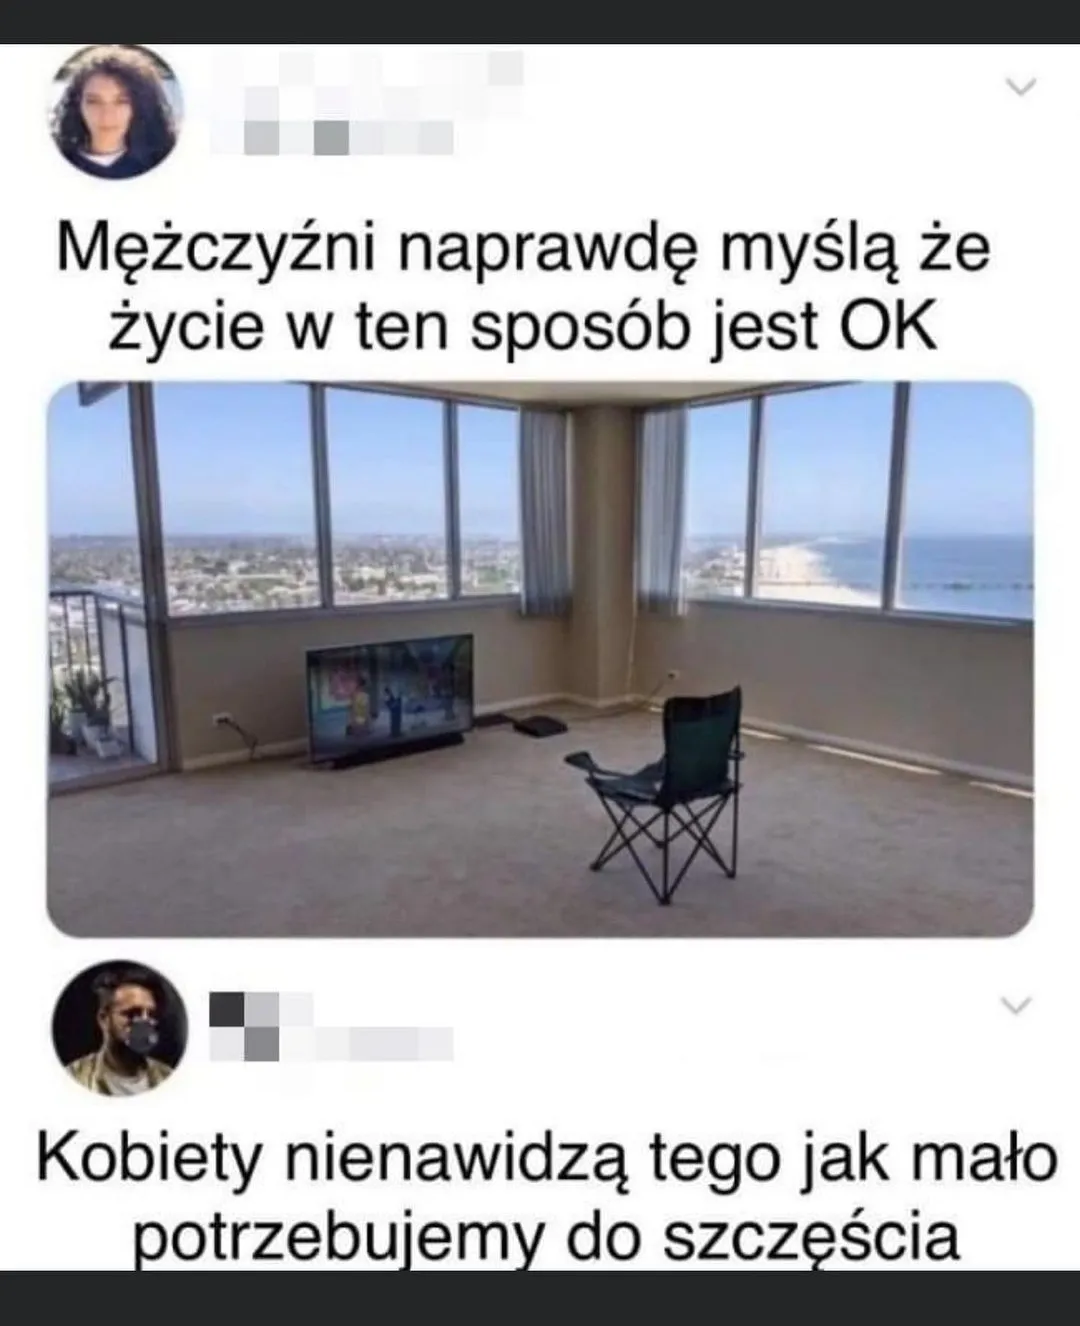 Mężczyźni naprawdę myślą że
życie w ten sposób jest OK
Kobiety nienawidzą tego jak mało
potrzebujemy do szczęścia